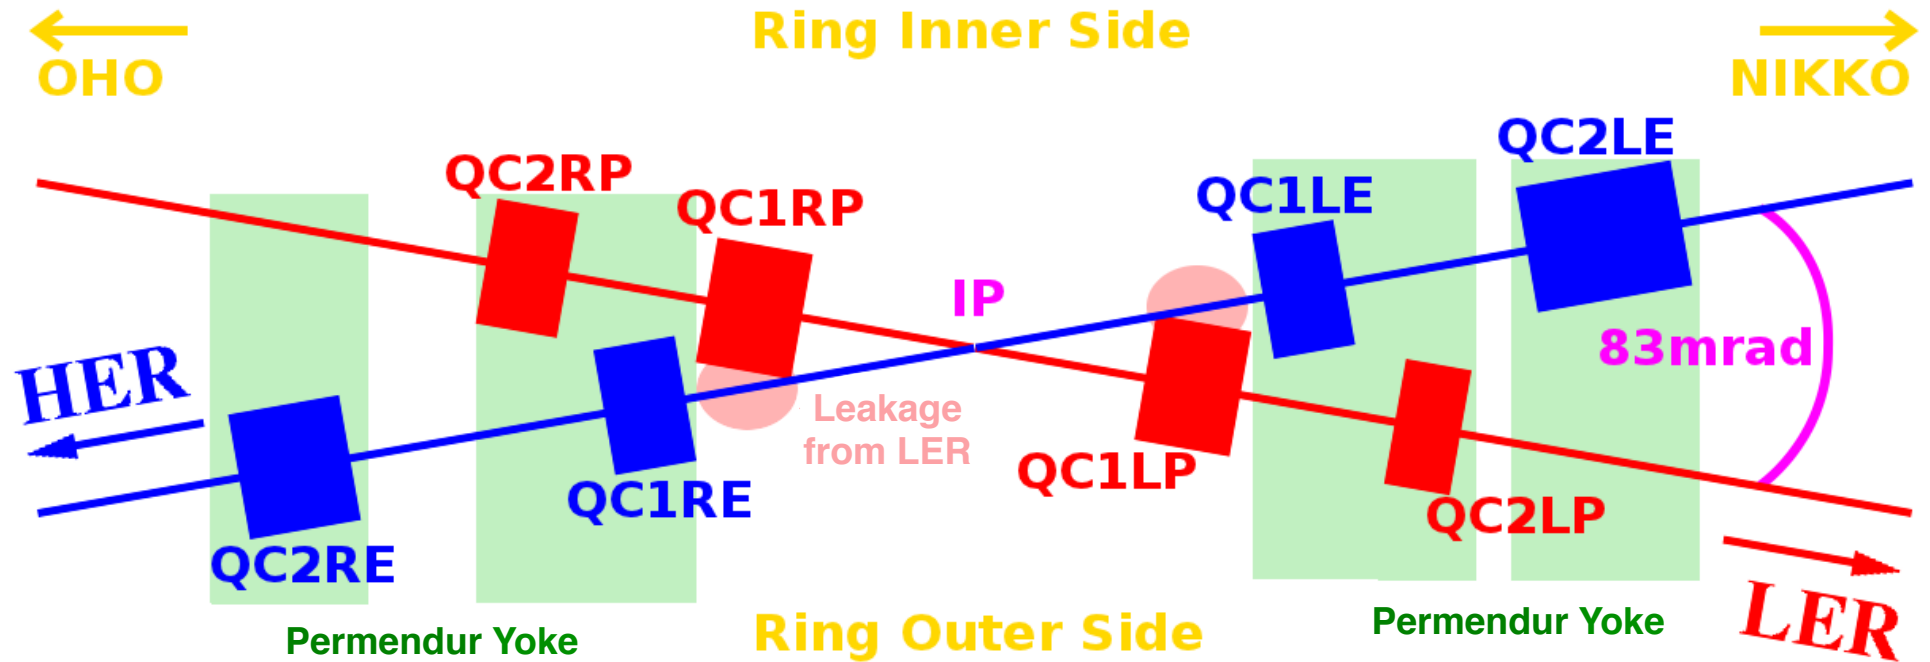 Ring Inner Side
OHO
NIKKO
QC2LE
QC2RP
QC1RP
QC1LE
IP
83mrad
HER
Leakage
from LER
QC1LP
QC1RE
QC2LP
QC2RE
LER
Permendur Yoke
Ring Outer Side
Permendur Yoke